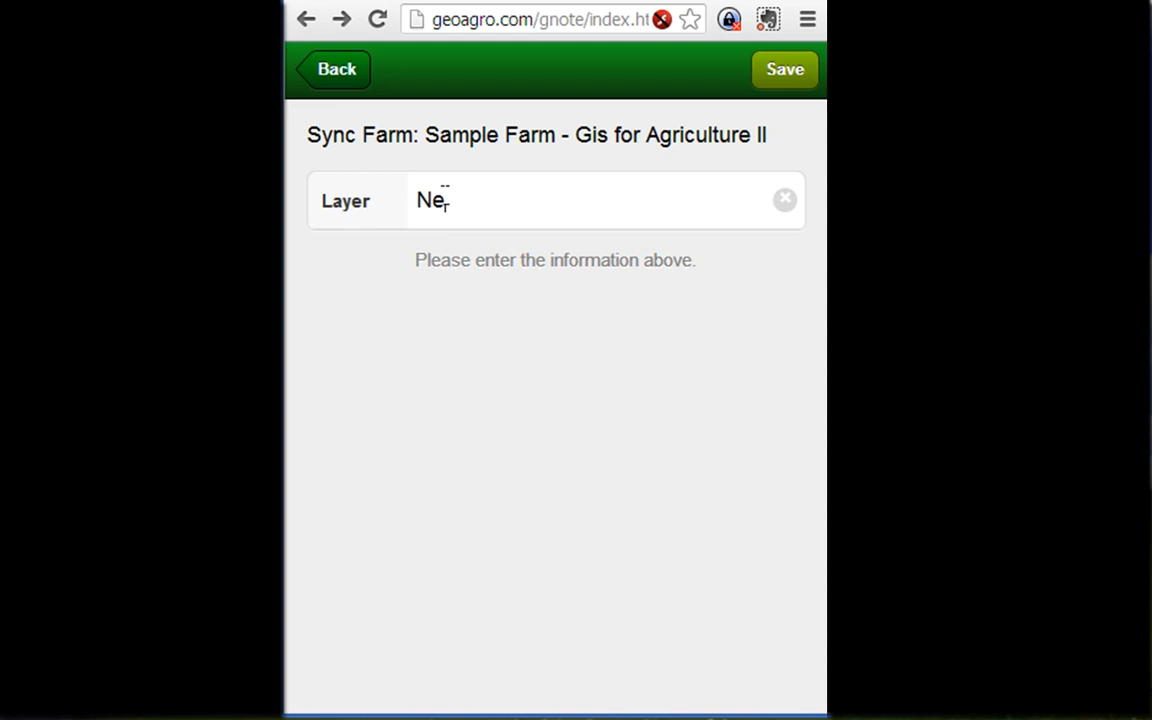 geoagro.com/gnote/index.ht
Back
Save
Sync Farm: Sample Farm - Gis for Agriculture II
Layer
Ne
Please enter the information above.